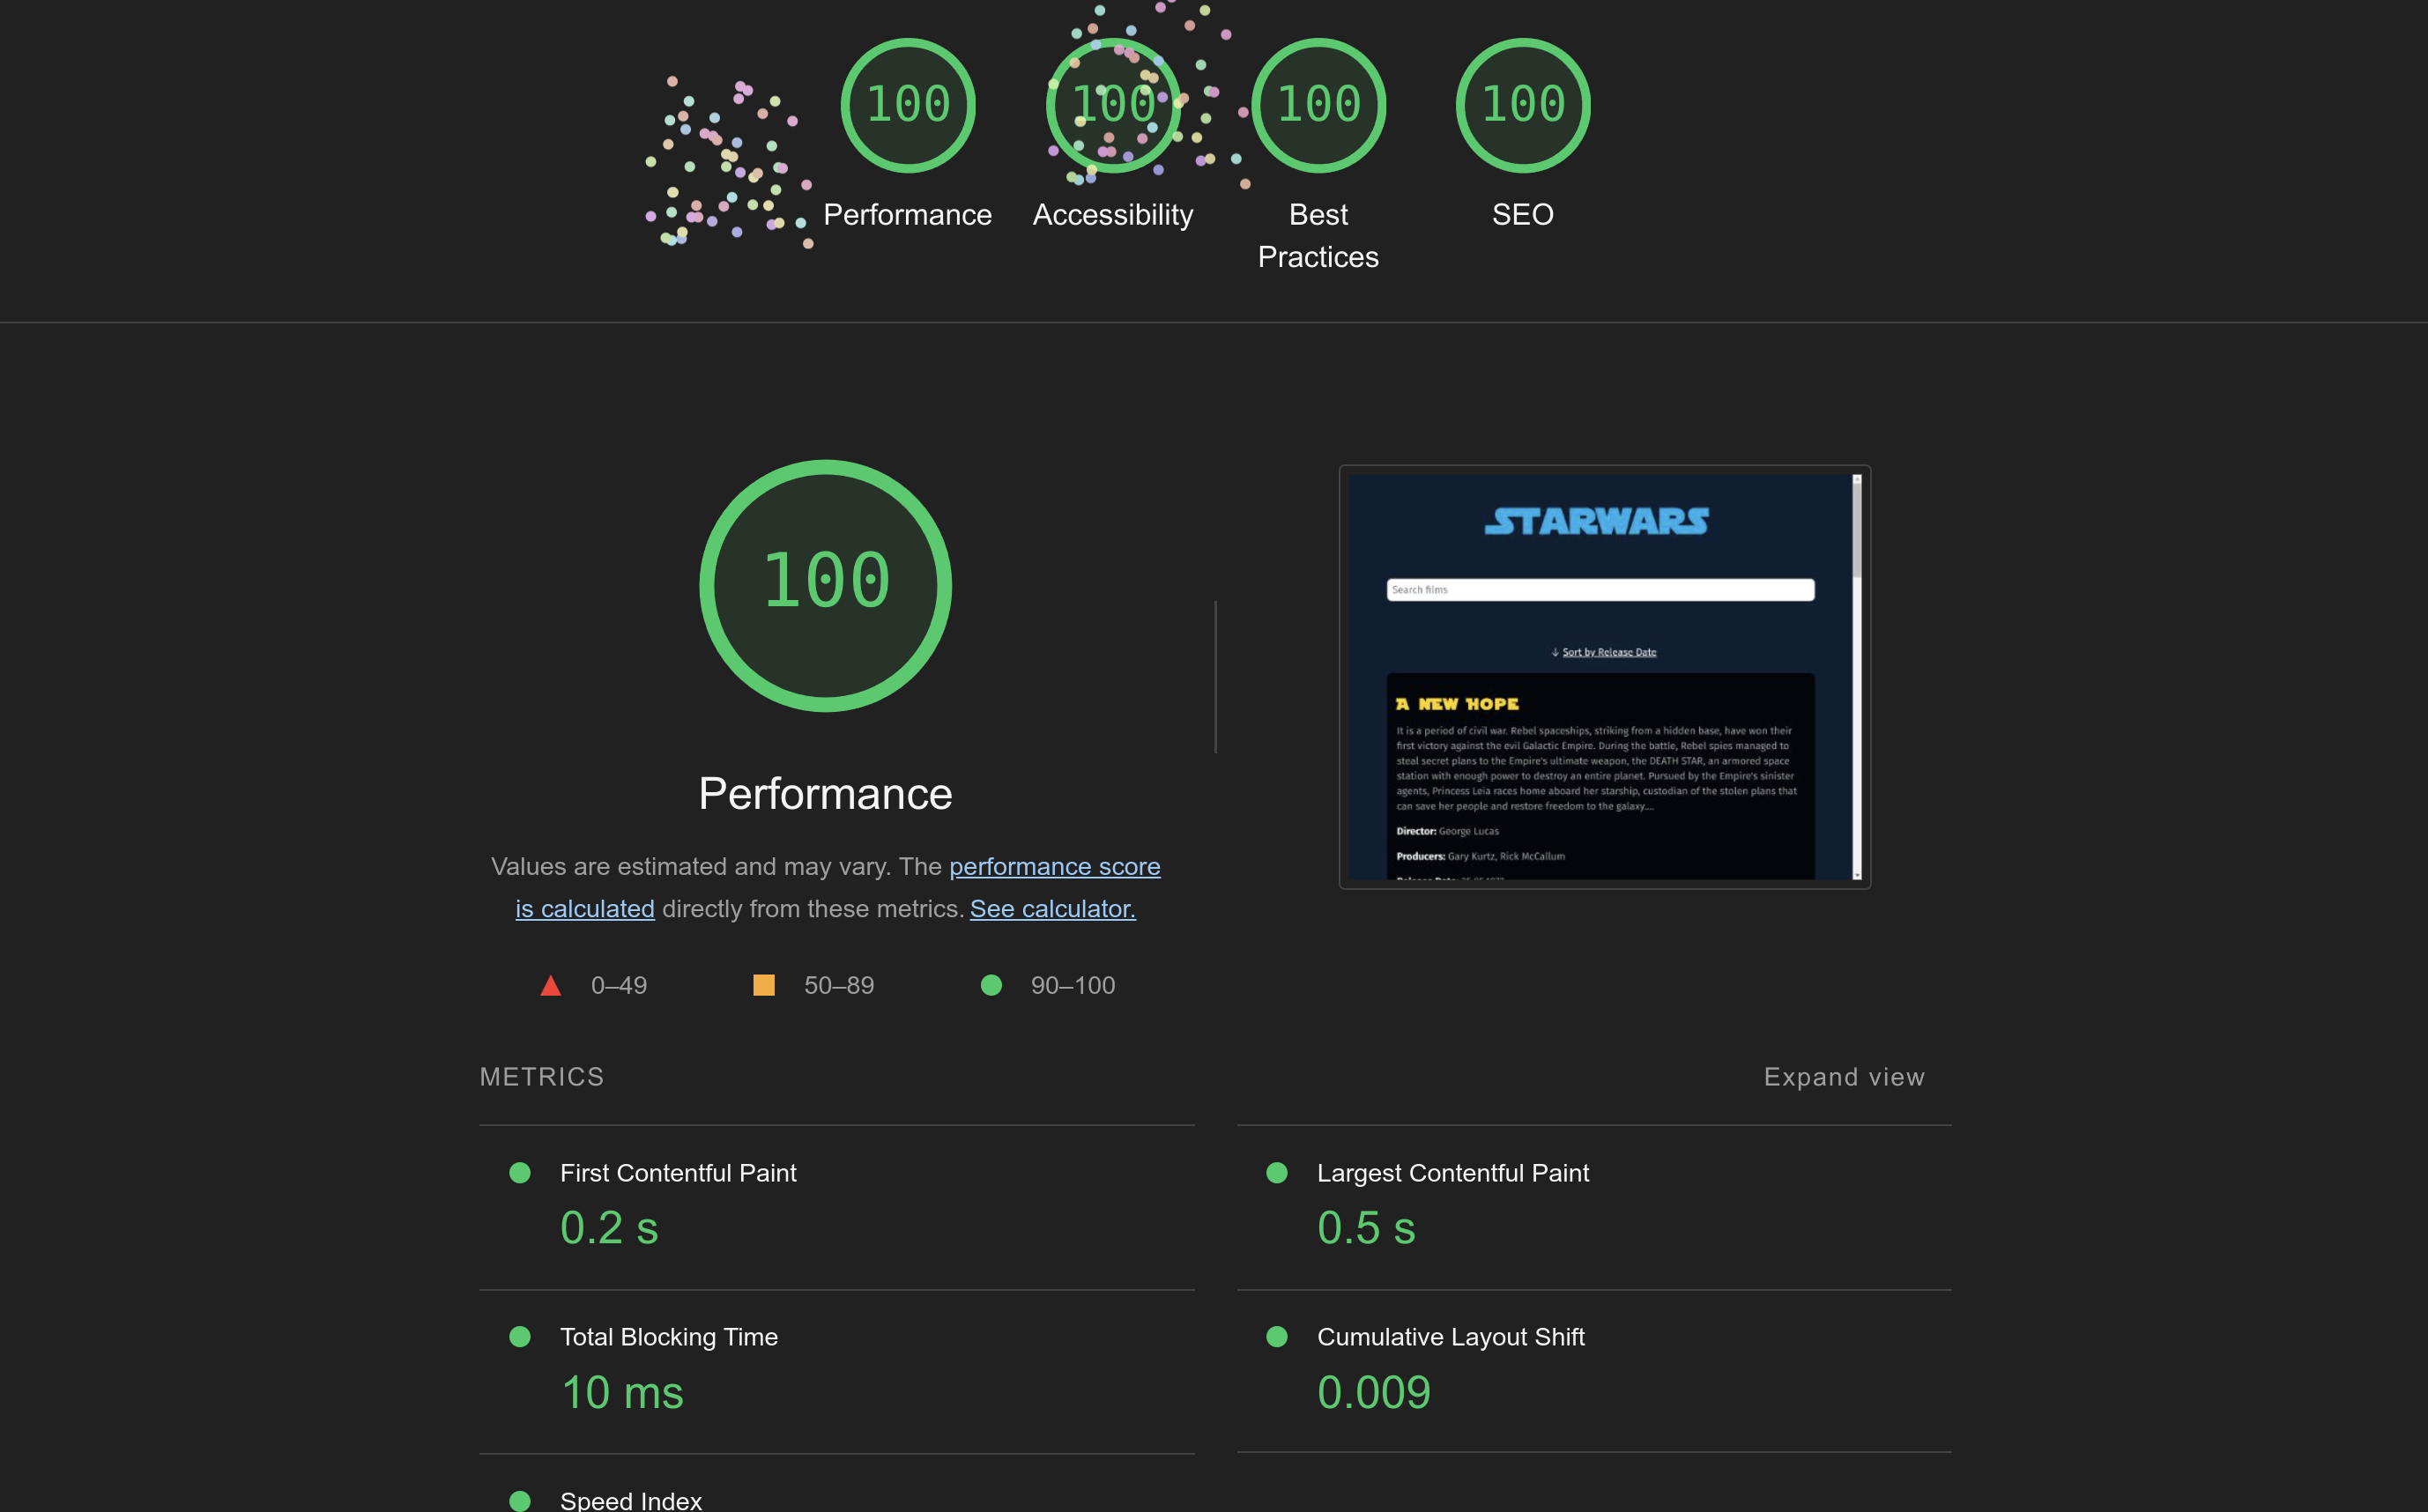 100
100
100
100
Performance
Accessibility
Best
Practices
SEO
100
Performance
Values are estimated and may vary. The performance score
is calculated directly from these metrics. See calculator.
0–49
50–89
90–100
STARWARS
Search films
↓ Sort by Release Date
A NEW HOPE
It is a period of civil war. Rebel spaceships, striking from a hidden base, have won their
first victory against the evil Galactic Empire. During the battle, Rebel spies managed to
steal secret plans to the Empire's ultimate weapon, the DEATH STAR, an armored space
station with enough power to destroy an entire planet. Pursued by the Empire's sinister
agents, Princess Leia races home aboard her starship, custodian of the stolen plans that
can save her people and restore freedom to the galaxy....
Director: George Lucas
Producers: Gary Kurtz, Rick McCallum
METRICS
Expand view
First Contentful Paint
0.2 s
Largest Contentful Paint
0.5 s
Total Blocking Time
10 ms
Cumulative Layout Shift
0.009
Speed Index